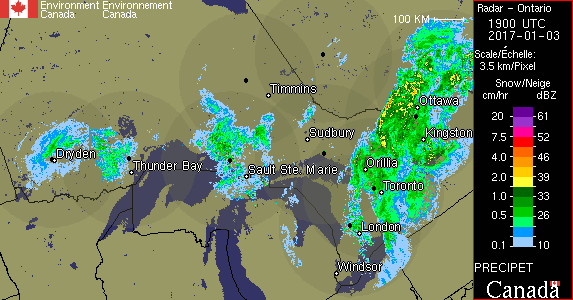 Environment Environnement
Canada Canada
100 KM
Radar - Ontario
1900 UTC
2017-01-03
Scale/Échelle:
3.5 km/Pixel
Snow/Neige
cm/hr dBZ
20 61
7.5 52
4.0 46
2.0 39
1.0 33
0.5 26
0.1 10
PRECIPET
Canada
Timmins
Ottawa
Sudbury
Kingston
Dryden
Thunder Bay
Sault Ste. Marie
Orillia
Toronto
London
Windsor